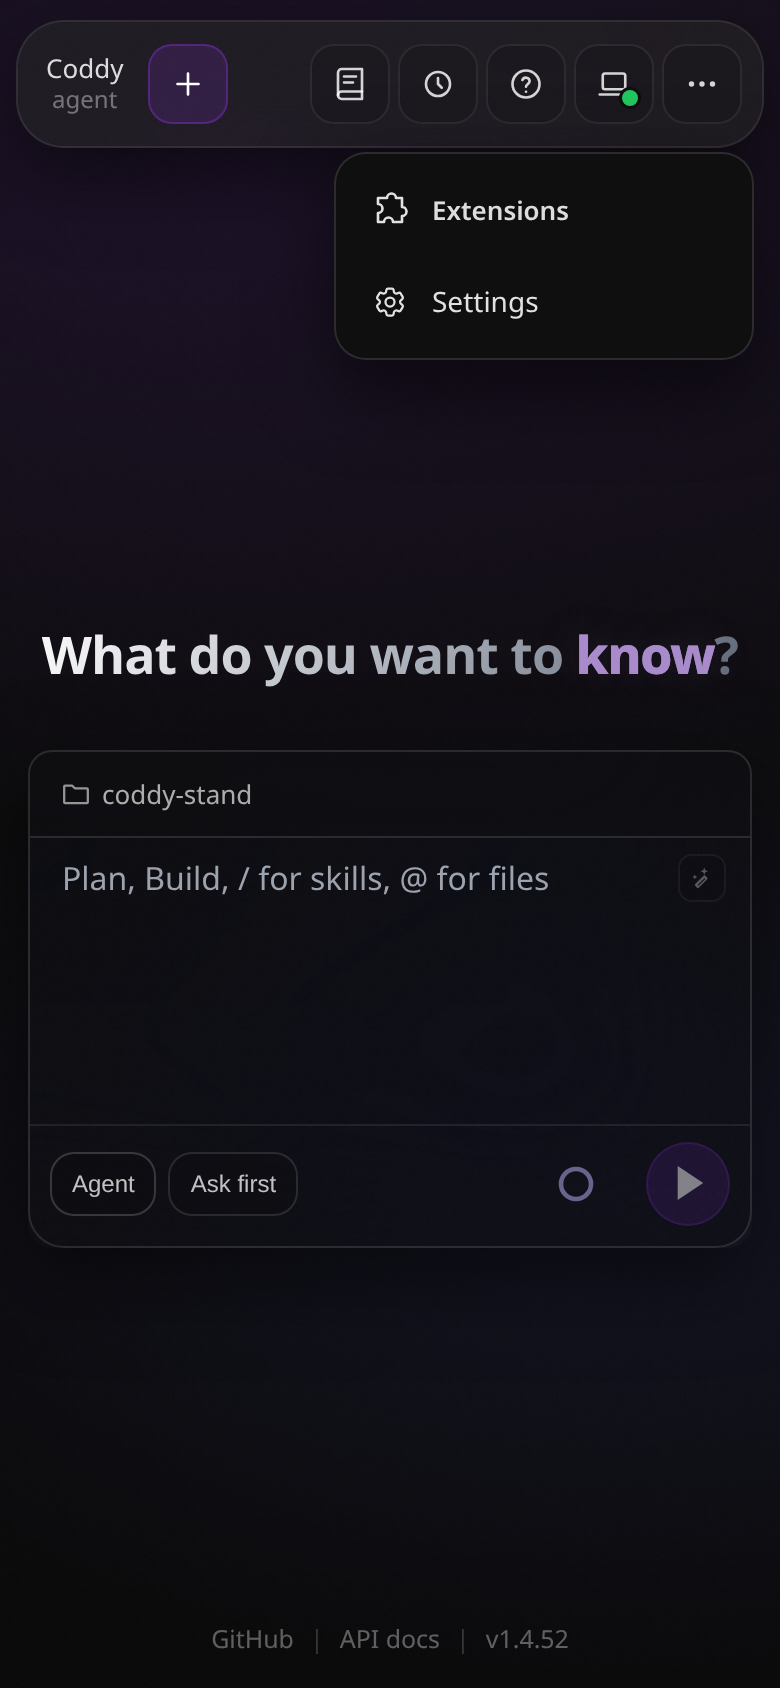 Coddy
agent
Extensions
Settings
What do you want to know?
coddy-stand
Plan, Build, / for skills, @ for files
Agent
Ask first
GitHub | API docs | v1.4.52